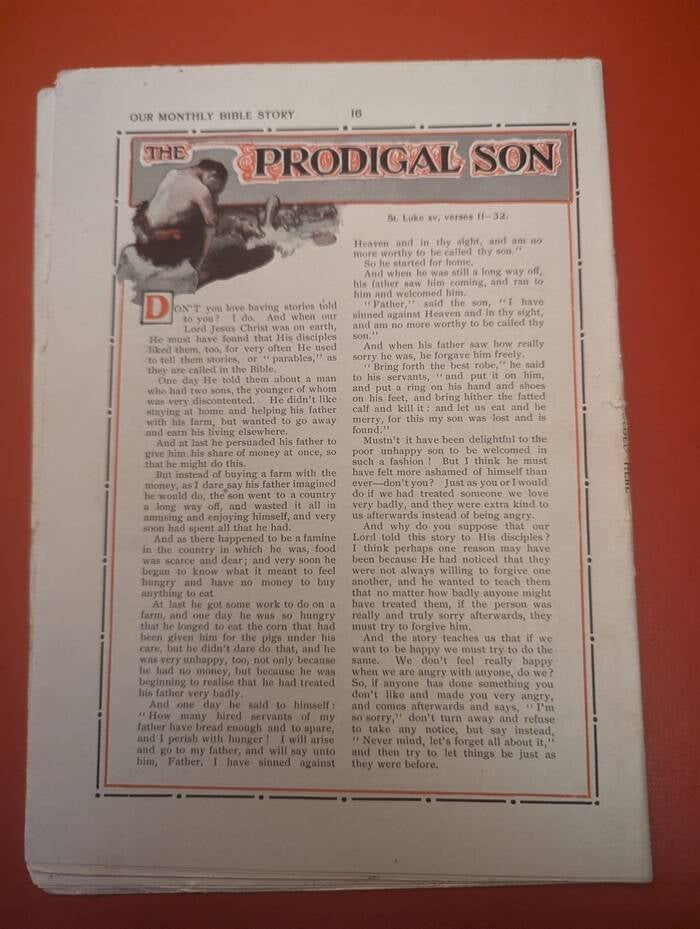 OUR MONTHLY BIBLE STORY
16
THE PRODIGAL SON
St. Luke xv, verses 11–32.
DON'T you love having stories told
to you? I do. And when our
Lord Jesus Christ was on earth,
He must have found that His disciples
liked them, too, for very often He used
to tell them stories, or "parables," as
they are called in the Bible.
One day He told them about a man
who had two sons, the younger of whom
was very discontented. He didn't like
staying at home and helping his father
with his farm, but wanted to go away
and earn his living elsewhere.
And at last he persuaded his father to
give him his share of money at once, so
that he might do this.
But instead of buying a farm with the
money, as I dare say his father imagined
he would do, the son went to a country
a long way off, and wasted it all in
amusing and enjoying himself, and very
soon had spent all that he had.
And as there happened to be a famine
in the country in which he was, food
was scarce and dear; and very soon he
began to know what it meant to feel
hungry and have no money to buy
anything to eat
At last he got some work to do on a
farm, and one day he was so hungry
that he longed to eat the corn that had
been given him for the pigs under his
care, but he didn't dare do that, and he
was very unhappy, too, not only because
he had no money, but because he was
beginning to realise that he had treated
his father very badly.
And one day he said to himself:
"How many hired servants of my
father have bread enough and to spare,
and I perish with hunger! I will arise
and go to my father, and will say unto
him, Father, I have sinned against
Heaven and in thy sight, and am no
more worthy to be called thy son."
So he started for home.
And when he was still a long way off,
his father saw him coming, and ran to
him and welcomed him.
"Father," said the son, "I have
sinned against Heaven and in thy sight,
and am no more worthy to be called thy
son."
And when his father saw how really
sorry he was, he forgave him freely.
"Bring forth the best robe," he said
to his servants, "and put it on him,
and put a ring on his hand and shoes
on his feet, and bring hither the fatted
calf and kill it: and let us eat and be
merry, for this my son was lost and is
found."
Mustn't it have been delightful to the
poor unhappy son to be welcomed in
such a fashion! But I think he must
have felt more ashamed of himself than
ever—don't you? Just as you or I would
do if we had treated someone we love
very badly, and they were extra kind to
us afterwards instead of being angry.
And why do you suppose that our
Lord told this story to His disciples?
I think perhaps one reason may have
been because He had noticed that they
were not always willing to forgive one
another, and he wanted to teach them
that no matter how badly anyone might
have treated them, if the person was
really and truly sorry afterwards, they
must try to forgive him.
And the story teaches us that if we
want to be happy we must try to do the
same. We don't feel really happy
when we are angry with anyone, do we?
So, if anyone has done something you
don't like and made you very angry,
and comes afterwards and says, "I'm
so sorry," don't turn away and refuse
to take any notice, but say instead,
"Never mind, let's forget all about it,"
and then try to let things be just as
they were before.